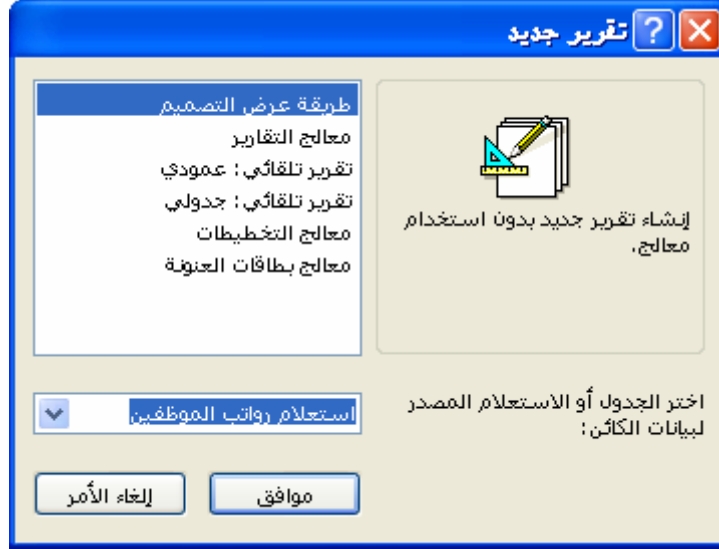 تقرير جديد
إنشاء تقرير جديد بدون استخدام
معالج.
طريقة عرض التصميم
معالج التقارير
تقرير تلقائي: عمودي
تقرير تلقائي: جدولي
معالج التخطيطات
معالج بطاقات العنونة
اختر الجدول أو الاستعلام المصدر
لبيانات الكائن:
استعلام رواتب الموظفين
موافق
إلغاء الأمر